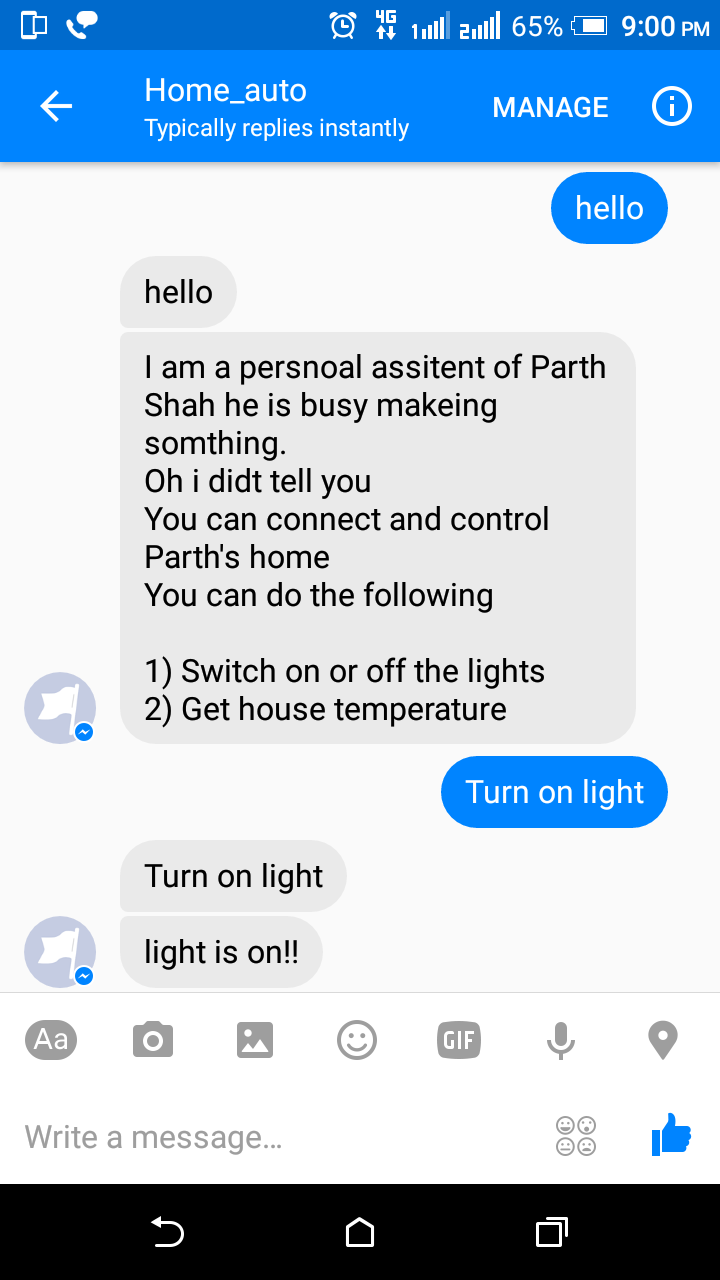 4G 1 2 65% 9:00 PM
Home_auto
MANAGE
Typically replies instantly
hello
hello
I am a persnoal assitent of Parth
Shah he is busy makeing
somthing.
Oh i didt tell you
You can connect and control
Parth's home
You can do the following
1) Switch on or off the lights
2) Get house temperature
Turn on light
Turn on light
light is on!!
Aa
GIF
Write a message…